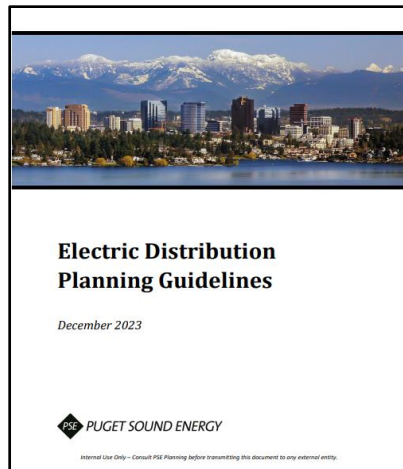 Electric Distribution
Planning Guidelines
December 2023
PSE PUGET SOUND ENERGY
Internal Use Only – Consult PSE Planning before transmitting this document to any external entity.